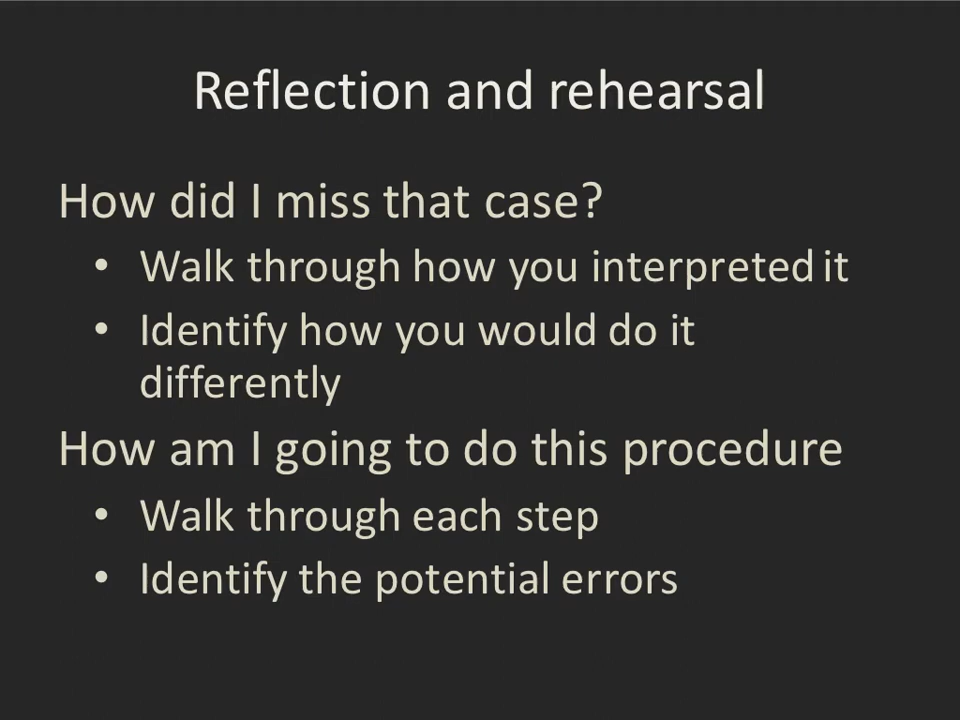 Reflection and rehearsal
How did I miss that case?
• Walk through how you interpreted it
• Identify how you would do it
differently
How am I going to do this procedure
• Walk through each step
• Identify the potential errors